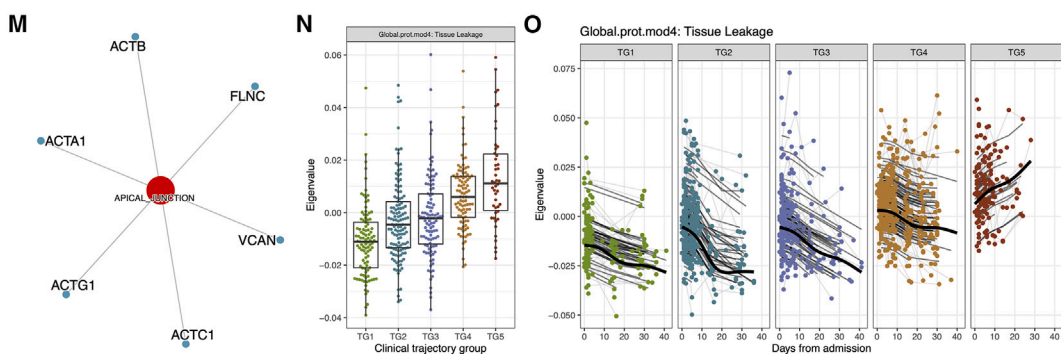 M
ACTB
FLNC
ACTA1
APICAL_JUNCTION
VCAN
ACTG1
ACTC1
N
Global.prot.mod4: Tissue Leakage
Eigenvalue
0.06
0.04
0.02
0.00
−0.02
−0.04
TG1 TG2 TG3 TG4 TG5
Clinical trajectory group
O
Global.prot.mod4: Tissue Leakage
TG1 TG2 TG3 TG4 TG5
Eigenvalue
0.075
0.050
0.025
0.000
−0.025
−0.050
0 10 20 30 40 0 10 20 30 40 0 10 20 30 40 0 10 20 30 40 0 10 20 30 40
Days from admission